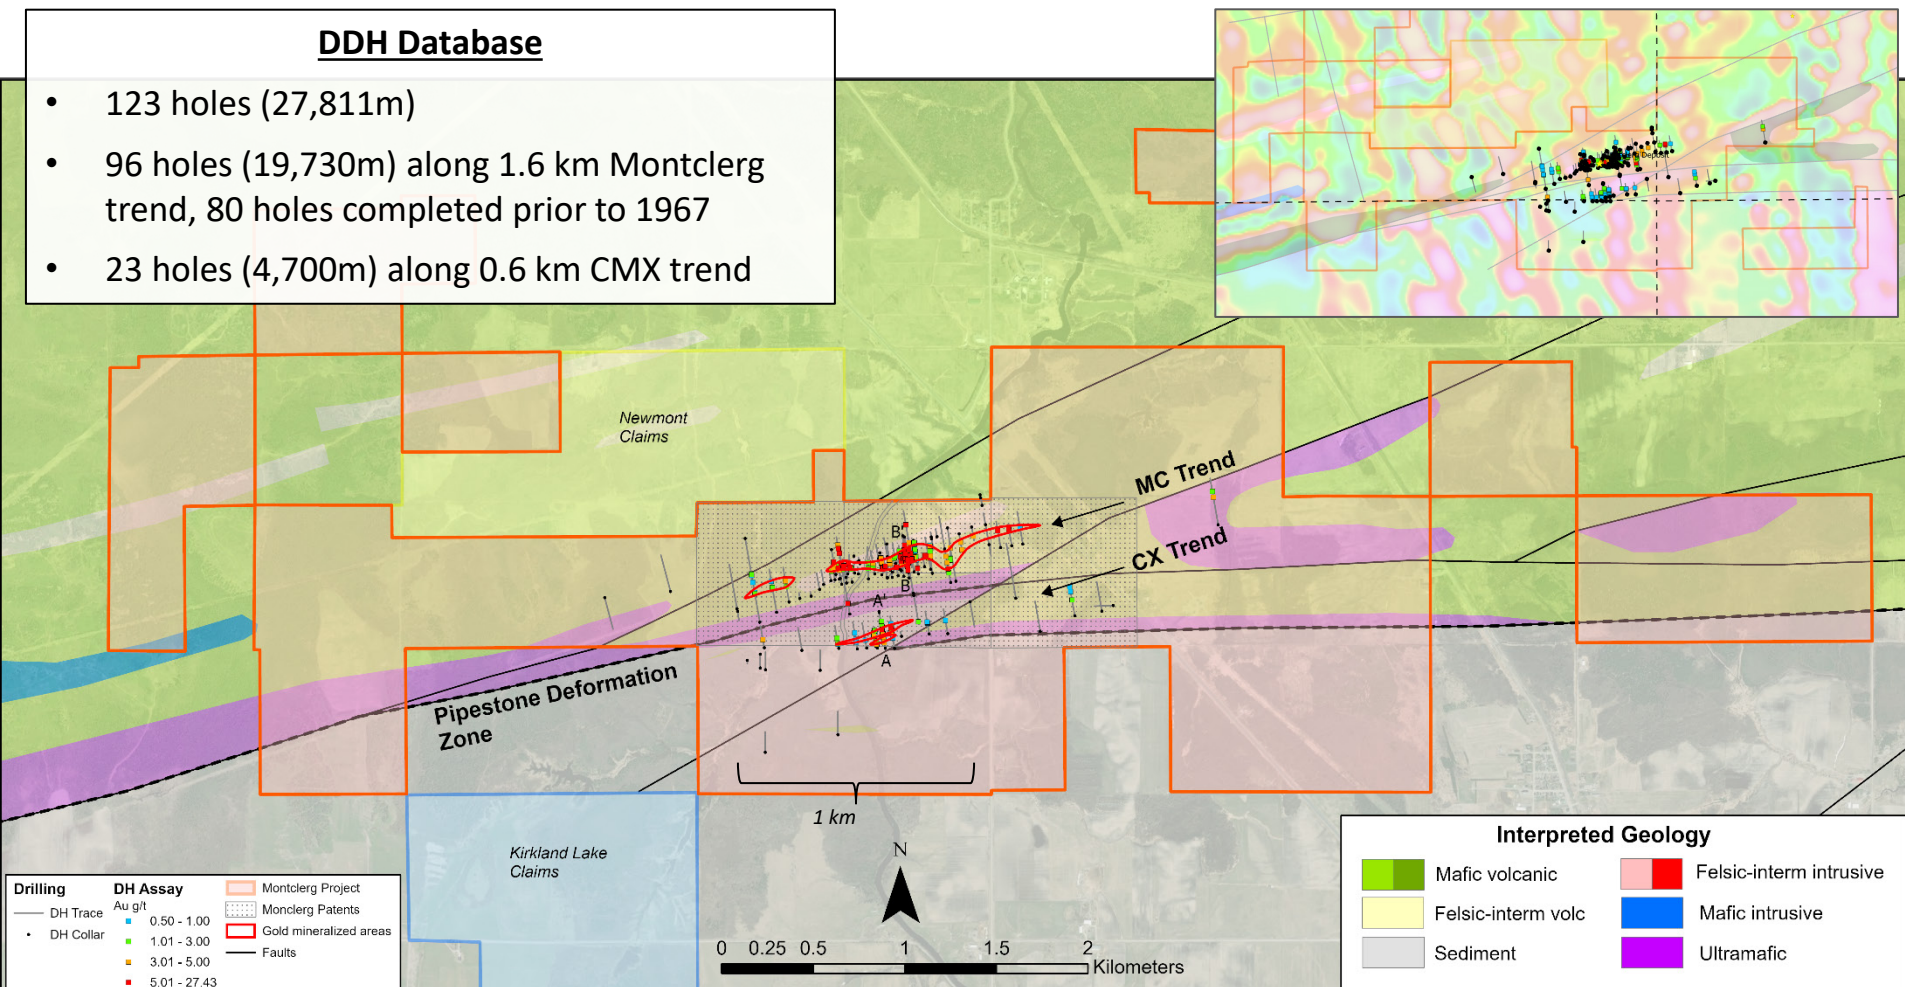 DDH Database
• 123 holes (27,811m)
• 96 holes (19,730m) along 1.6 km Montclerg
trend, 80 holes completed prior to 1967
• 23 holes (4,700m) along 0.6 km CMX trend
Deposit
Newmont
Claims
MC Trend
CX Trend
B'
B
A'
A
Pipestone Deformation
Zone
1 km
Kirkland Lake
Claims
N
0 0.25 0.5 1 1.5 2
Kilometers
Drilling
DH Trace
DH Collar
DH Assay
Au g/t
0.50 - 1.00
1.01 - 3.00
3.01 - 5.00
5.01 - 27.43
Montclerg Project
Monclerg Patents
Gold mineralized areas
Faults
Interpreted Geology
Mafic volcanic
Felsic-interm volc
Sediment
Felsic-interm intrusive
Mafic intrusive
Ultramafic